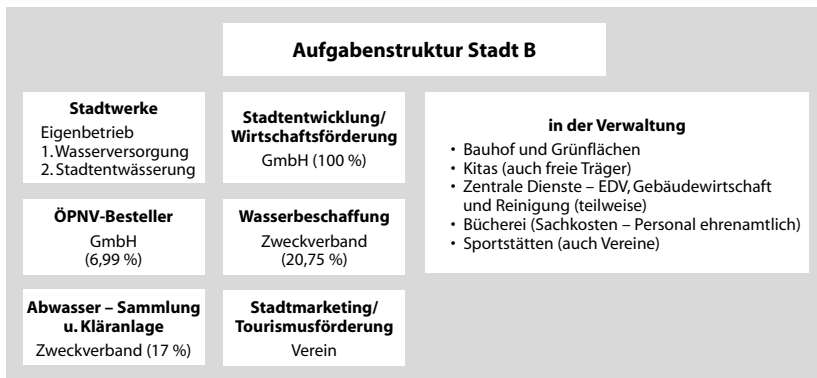 Aufgabenstruktur Stadt B
Stadtwerke
Eigenbetrieb
1. Wasserversorgung
2. Stadtentwässerung
Stadtentwicklung/
Wirtschaftsförderung
GmbH (100 %)
in der Verwaltung
• Bauhof und Grünflächen
• Kitas (auch freie Träger)
• Zentrale Dienste – EDV, Gebäudewirtschaft
und Reinigung (teilweise)
• Bücherei (Sachkosten – Personal ehrenamtlich)
• Sportstätten (auch Vereine)
ÖPNV-Besteller
GmbH
(6,99 %)
Wasserbeschaffung
Zweckverband
(20,75 %)
Abwasser – Sammlung
u. Kläranlage
Zweckverband (17 %)
Stadtmarketing/
Tourismusförderung
Verein